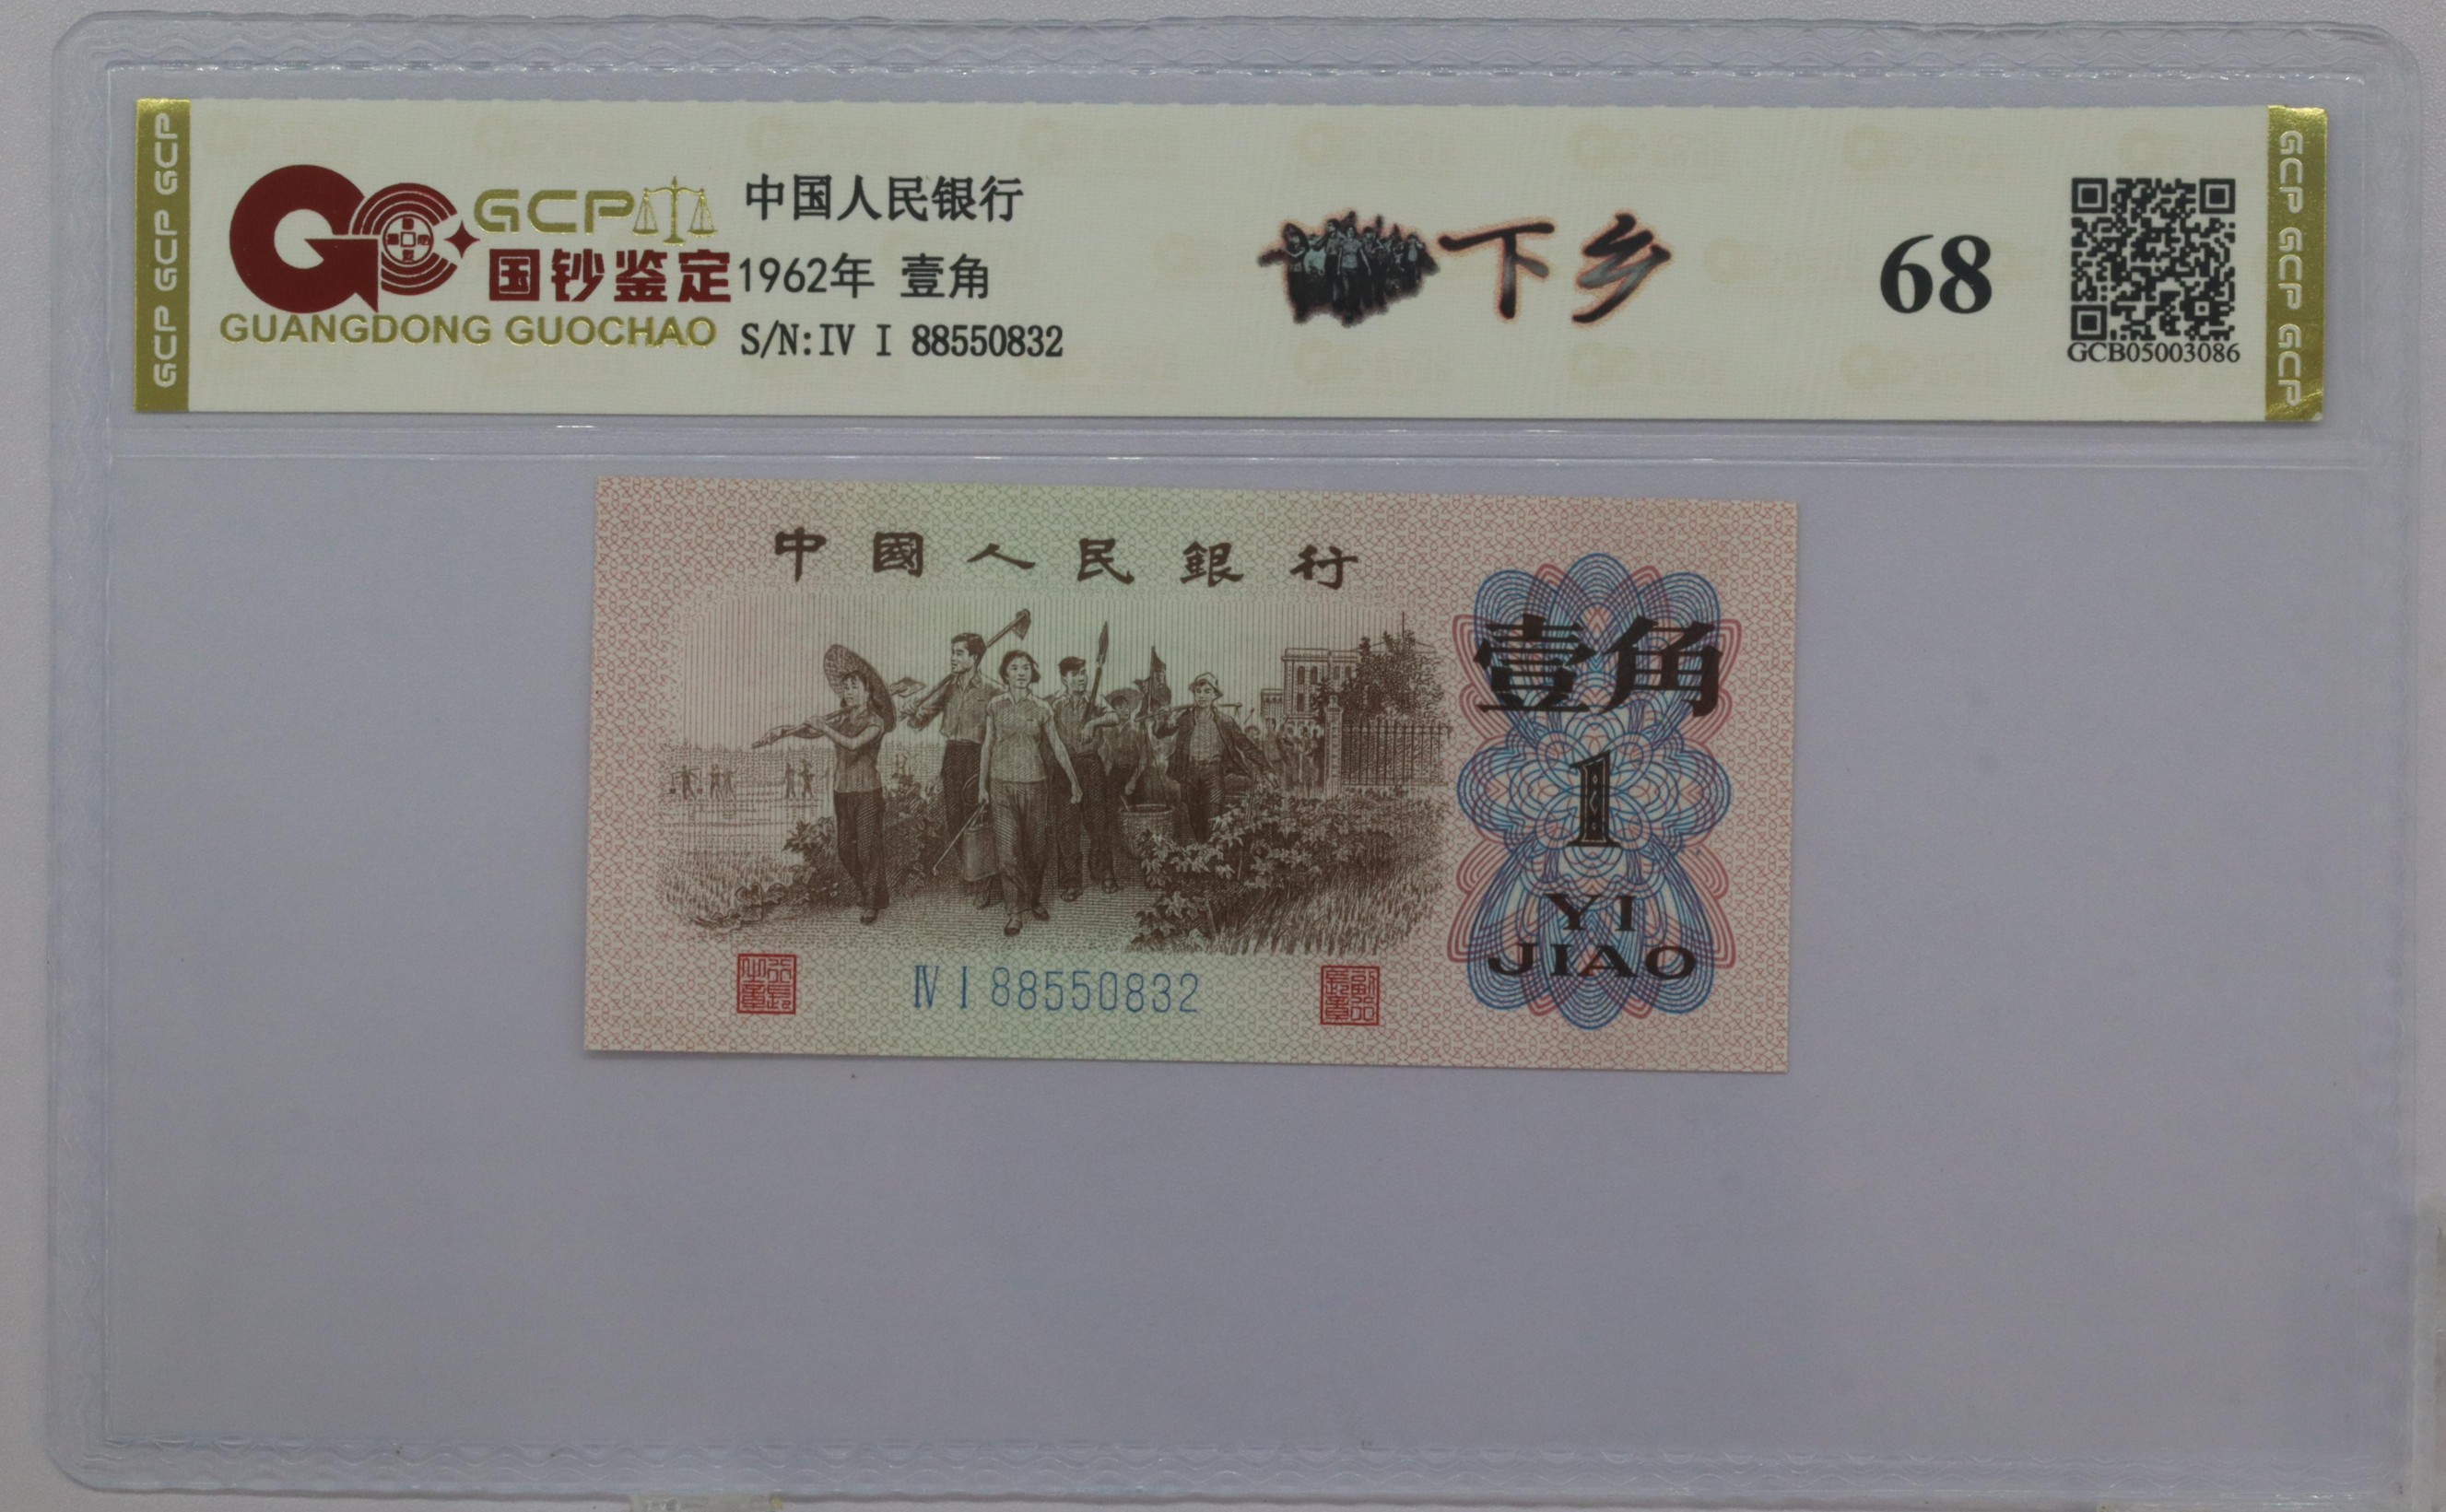 GCP GCP GCP
GCP
国钞鉴定
GUANGDONG GUOCHAO
中国人民银行
1962年 壹角
S/N:IV I 88550832
下乡
68
GCB05003086
GCP GCP GCP
中國人民銀行
壹角
1
YI
JIAO
Ⅳ Ⅰ 88550832